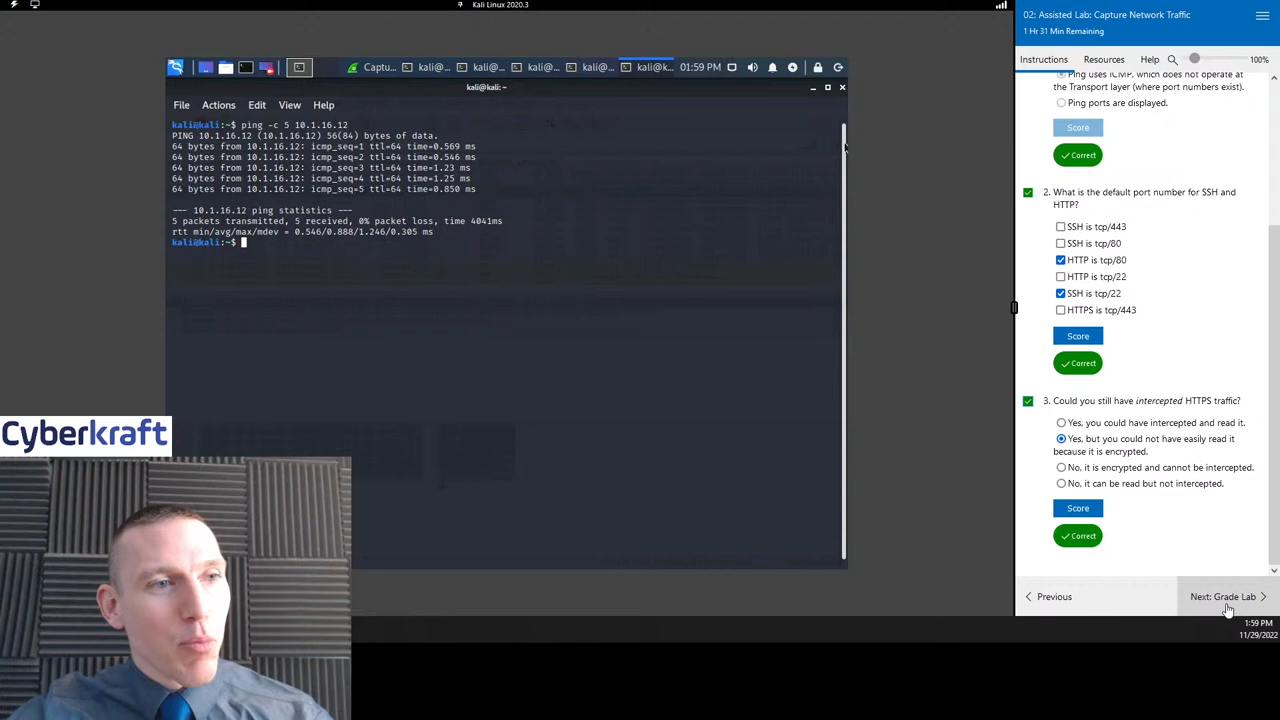 Kali Linux 2020.3
02: Assisted Lab: Capture Network Traffic
1 Hr 31 Min Remaining
Instructions Resources Help 100%
Captu... kali@... kali@... kali@... kali@... kali@k... 01:59 PM
kali@kali: ~
File Actions Edit View Help
kali@kali:~$ ping -c 5 10.1.16.12
PING 10.1.16.12 (10.1.16.12) 56(84) bytes of data.
64 bytes from 10.1.16.12: icmp_seq=1 ttl=64 time=0.569 ms
64 bytes from 10.1.16.12: icmp_seq=2 ttl=64 time=0.546 ms
64 bytes from 10.1.16.12: icmp_seq=3 ttl=64 time=1.23 ms
64 bytes from 10.1.16.12: icmp_seq=4 ttl=64 time=1.25 ms
64 bytes from 10.1.16.12: icmp_seq=5 ttl=64 time=0.850 ms
--- 10.1.16.12 ping statistics ---
5 packets transmitted, 5 received, 0% packet loss, time 4041ms
rtt min/avg/max/mdev = 0.546/0.888/1.246/0.305 ms
kali@kali:~$
Cyberkraft
Ping uses ICMP, which does not operate at
the Transport layer (where port numbers exist).
Ping ports are displayed.
Score
Correct
2. What is the default port number for SSH and
HTTP?
SSH is tcp/443
SSH is tcp/80
HTTP is tcp/80
HTTP is tcp/22
SSH is tcp/22
HTTPS is tcp/443
Score
Correct
3. Could you still have intercepted HTTPS traffic?
Yes, you could have intercepted and read it.
Yes, but you could not have easily read it
because it is encrypted.
No, it is encrypted and cannot be intercepted.
No, it can be read but not intercepted.
Score
Correct
Previous
Next: Grade Lab
1:59 PM
11/29/2022